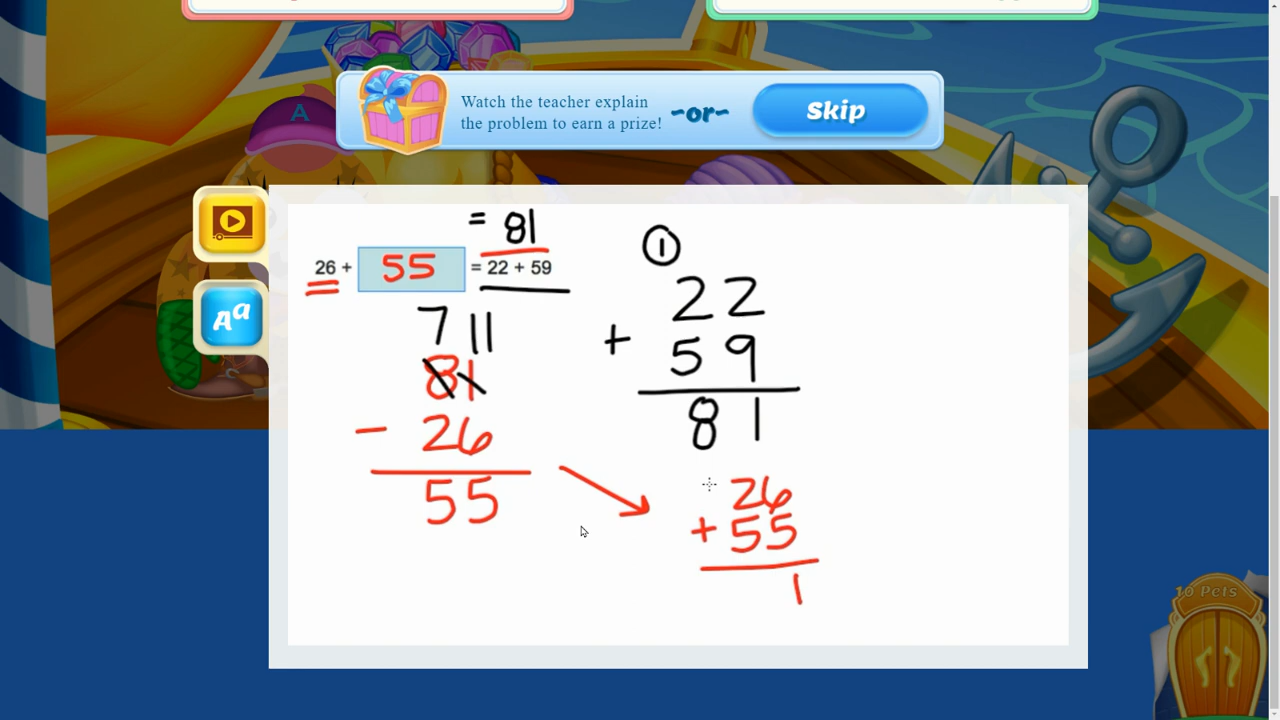 Watch the teacher explain
the problem to earn a prize!
~or~
Skip
A
Aa
= 81
26 + 55 = 22 + 59
7 11
81
- 26
55
1
22
+ 59
81
26
+ 55
1
10 Pets